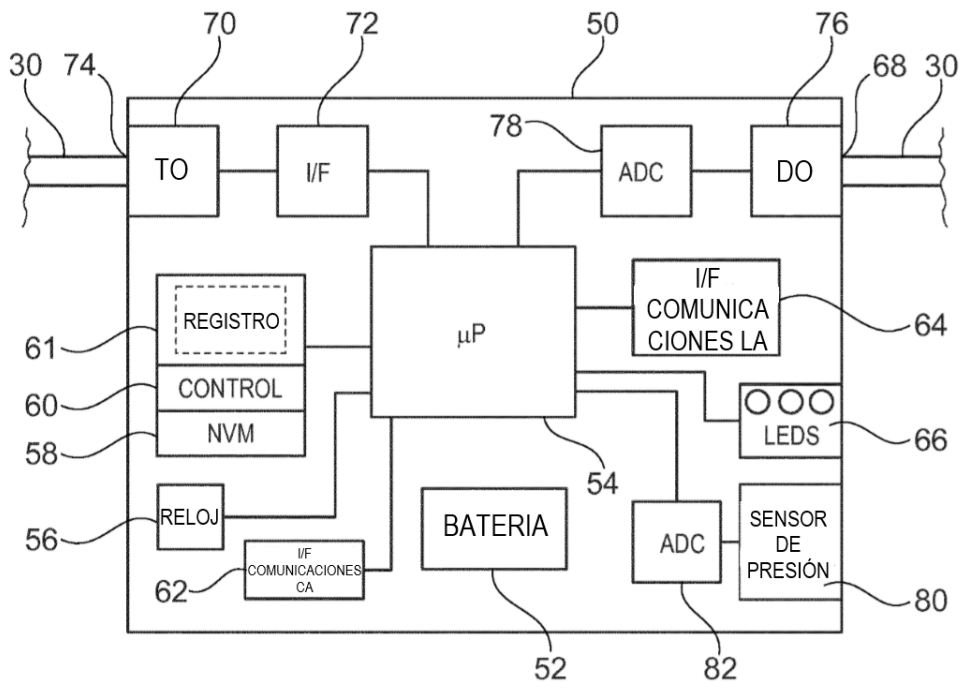 70
72
50
76
30
74
68
30
78
TO
I/F
ADC
DO
REGISTRO
I/F
COMUNICA
CIONES LA
64
61
µP
60
CONTROL
58
NVM
LEDS
66
54
56
RELOJ
BATERIA
ADC
SENSOR
DE
PRESIÓN
I/F
COMUNICACIONES
CA
62
80
52
82